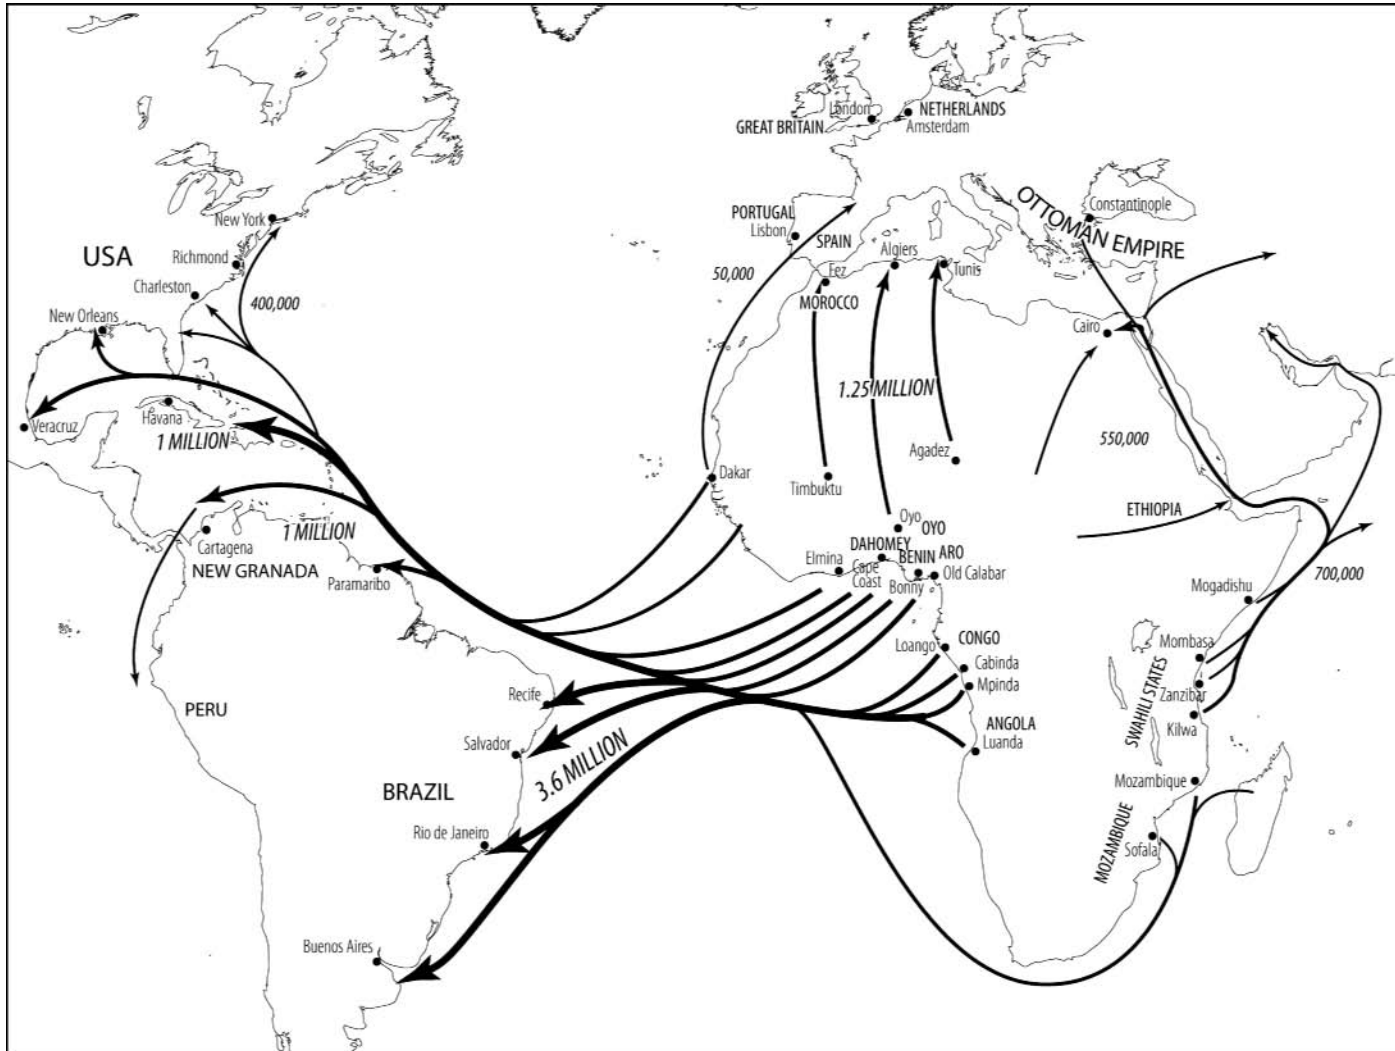 London
NETHERLANDS
GREAT BRITAIN
Amsterdam
New York
PORTUGAL
Lisbon
SPAIN
OTTOMAN EMPIRE
Constantinople
USA
Richmond
Algiers
Tunis
Fez
50,000
Charleston
400,000
MOROCCO
New Orleans
Cairo
1.25 MILLION
Havana
Veracruz
1 MILLION
550,000
Agadez
Dakar
Timbuktu
ETHIOPIA
Oyo
OYO
1 MILLION
Cartagena
DAHOMEY
ARO
BENIN
Elmina
Cape
Coast
NEW GRANADA
Paramaribo
Bonny
Old Calabar
700,000
Mogadishu
CONGO
Loango
Mombasa
Cabinda
Mpinda
Recife
Zanzibar
SWAHILI STATES
PERU
ANGOLA
Kilwa
Luanda
Salvador
3.6 MILLION
Mozambique
BRAZIL
Rio de Janeiro
MOZAMBIQUE
Sofala
Buenos Aires